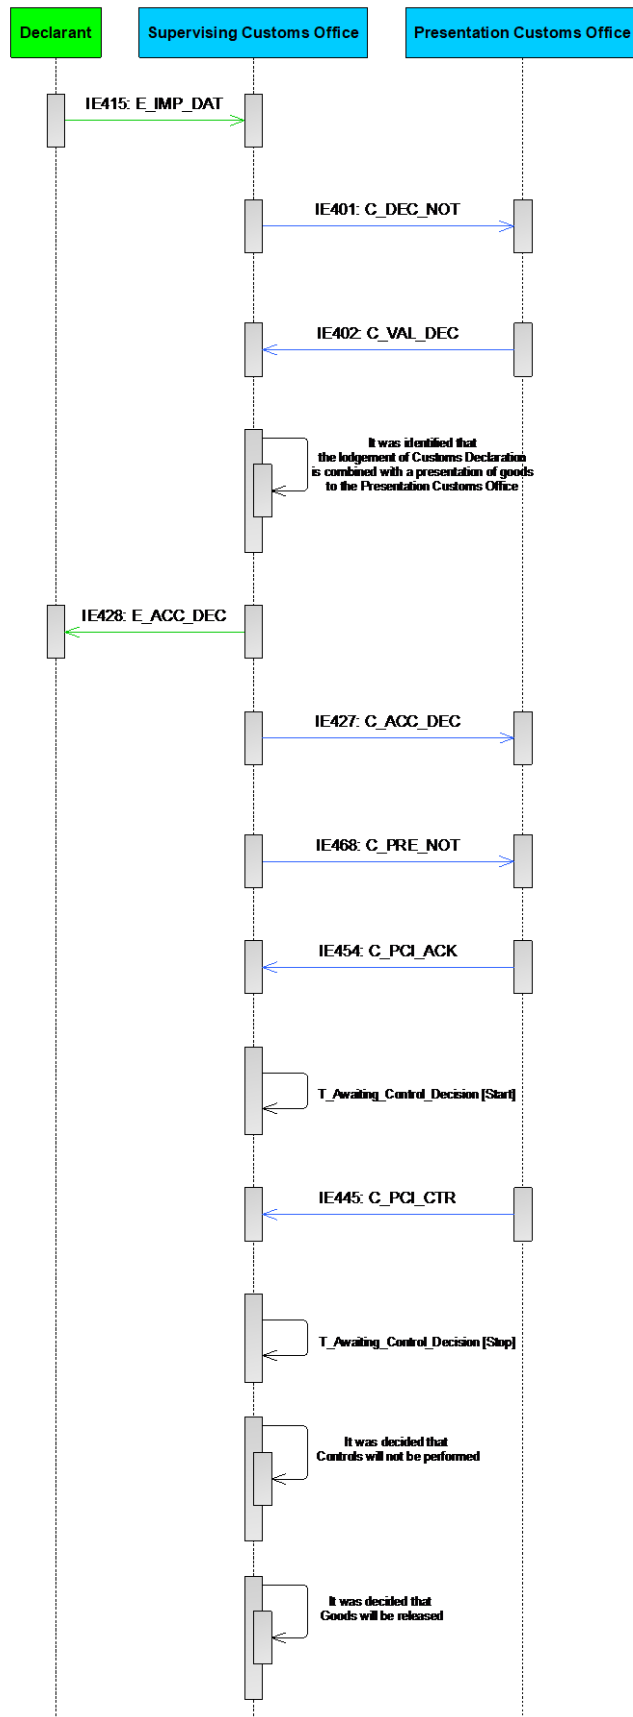 Declarant
Supervising Customs Office
Presentation Customs Office
IE415: E_IMP_DAT
IE401: C_DEC_NOT
IE402: C_VAL_DEC
It was identified that
the lodgement of Customs Declaration
is combined with a presentation of goods
to the Presentation Customs Office
IE428: E_ACC_DEC
IE427: C_ACC_DEC
IE468: C_PRE_NOT
IE454: C_PCI_ACK
T_Awaiting_Control_Decision [Start]
IE445: C_PCI_CTR
T_Awaiting_Control_Decision [Stop]
It was decided that
Controls will not be performed
It was decided that
Goods will be released